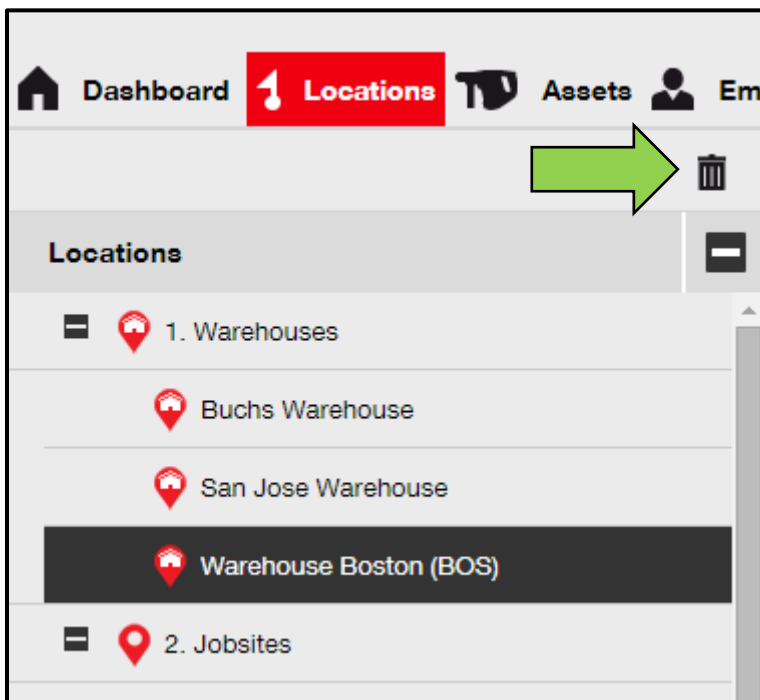 Dashboard Locations Assets Em
Locations
1. Warehouses
Buchs Warehouse
San Jose Warehouse
Warehouse Boston (BOS)
2. Jobsites